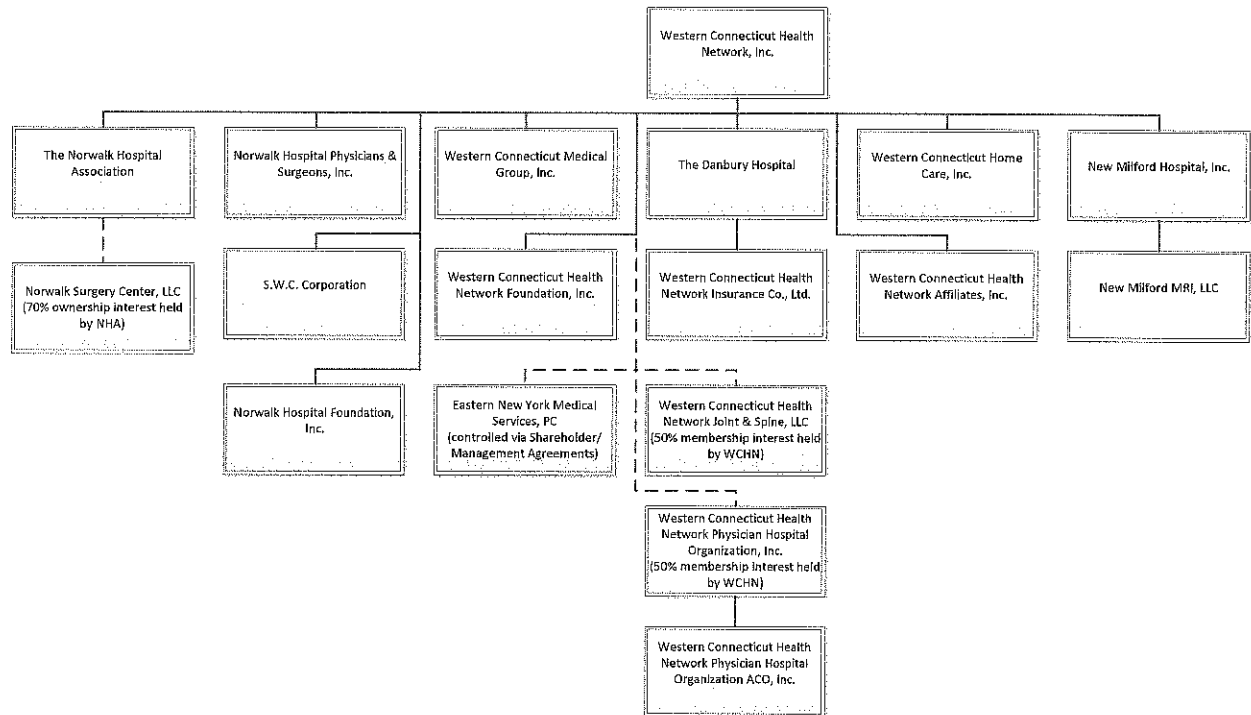 Western Connecticut Health
Network, Inc.
The Norwalk Hospital
Association
Norwalk Hospital Physicians &
Surgeons, Inc.
Western Connecticut Medical
Group, Inc.
The Danbury Hospital
Western Connecticut Home
Care, Inc.
New Milford Hospital, Inc.
Norwalk Surgery Center, LLC
(70% ownership interest held
by NHA)
S.W.C. Corporation
Western Connecticut Health
Network Foundation, Inc.
Western Connecticut Health
Network Insurance Co., Ltd.
Western Connecticut Health
Network Affiliates, Inc.
New Milford MRI, LLC
Norwalk Hospital Foundation,
Inc.
Eastern New York Medical
Services, PC
(controlled via Shareholder/
Management Agreements)
Western Connecticut Health
Network Joint & Spine, LLC
(50% membership interest held
by WCHN)
Western Connecticut Health
Network Physician Hospital
Organization, Inc.
(50% membership interest held
by WCHN)
Western Connecticut Health
Network Physician Hospital
Organization ACO, Inc.